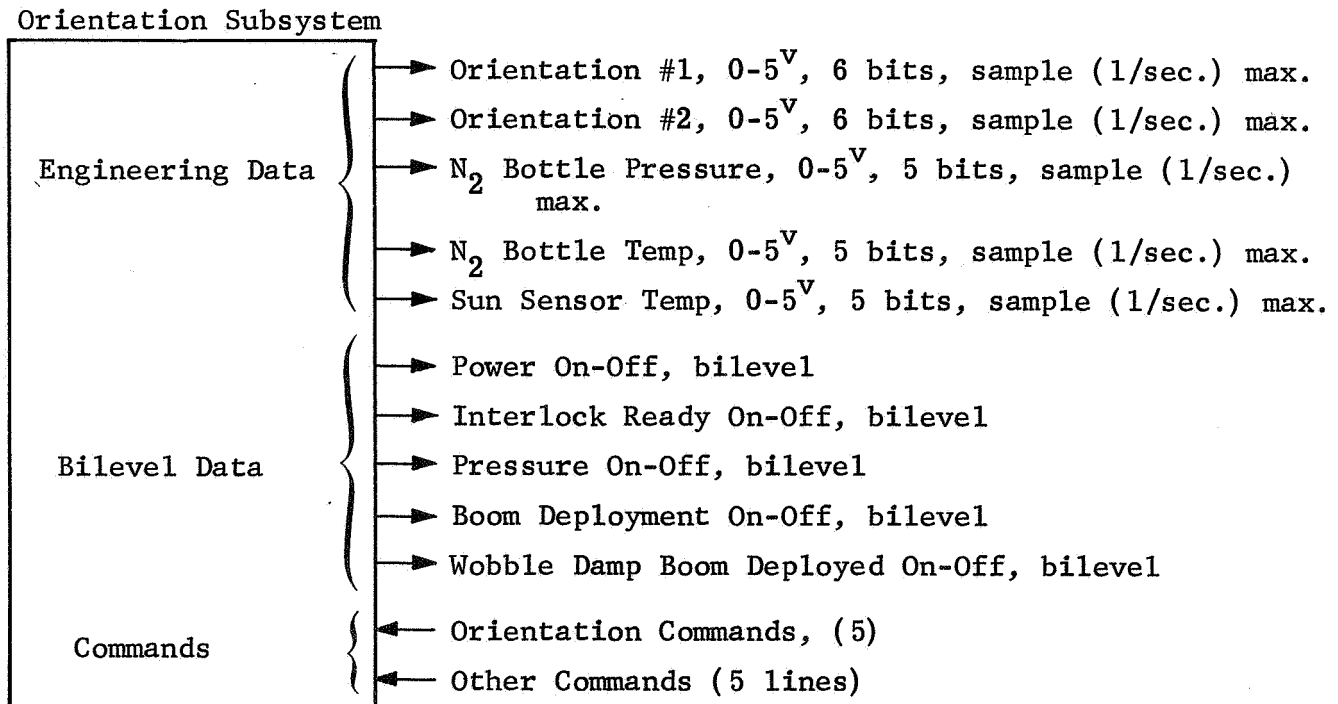 Orientation Subsystem
Engineering Data
Orientation #1, 0-5V, 6 bits, sample (1/sec.) max.
Orientation #2, 0-5V, 6 bits, sample (1/sec.) max.
N2 Bottle Pressure, 0-5V, 5 bits, sample (1/sec.)
max.
N2 Bottle Temp, 0-5V, 5 bits, sample (1/sec.) max.
Sun Sensor Temp, 0-5V, 5 bits, sample (1/sec.) max.
Bilevel Data
Power On-Off, bilevel
Interlock Ready On-Off, bilevel
Pressure On-Off, bilevel
Boom Deployment On-Off, bilevel
Wobble Damp Boom Deployed On-Off, bilevel
Commands
Orientation Commands, (5)
Other Commands (5 lines)